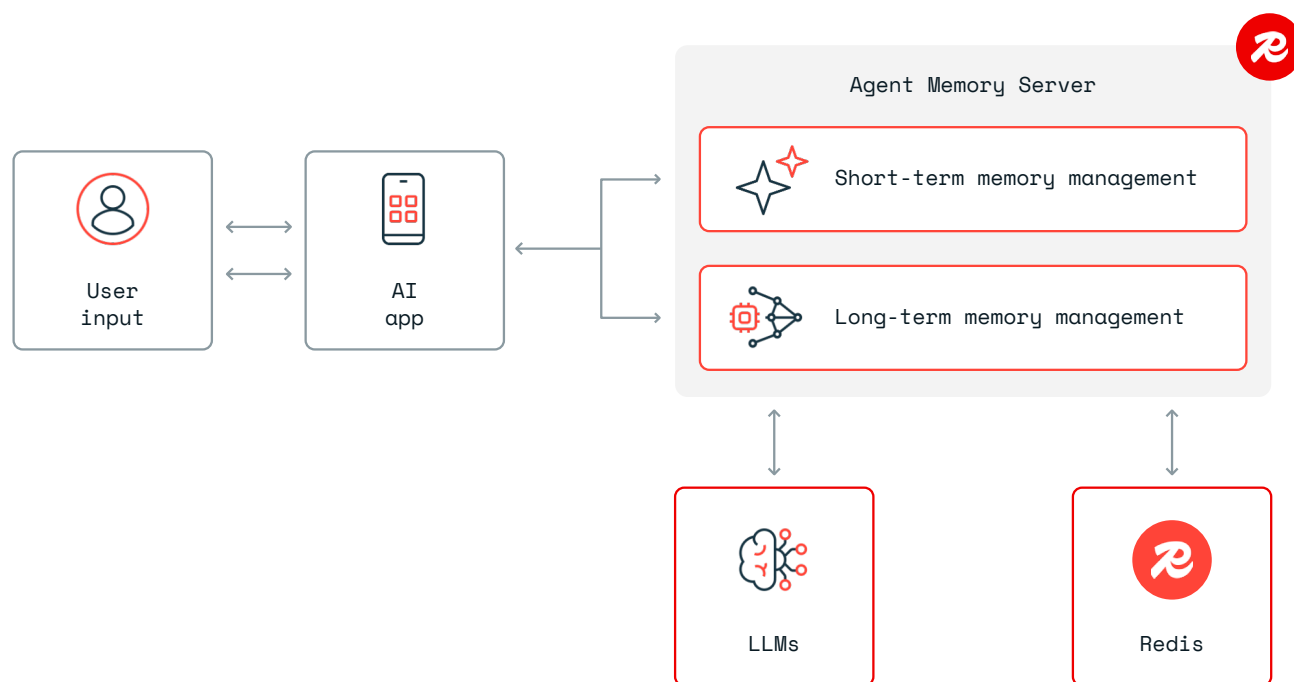 Agent Memory Server
Short-term memory management
Long-term memory management
User
input
AI
app
LLMs
Redis